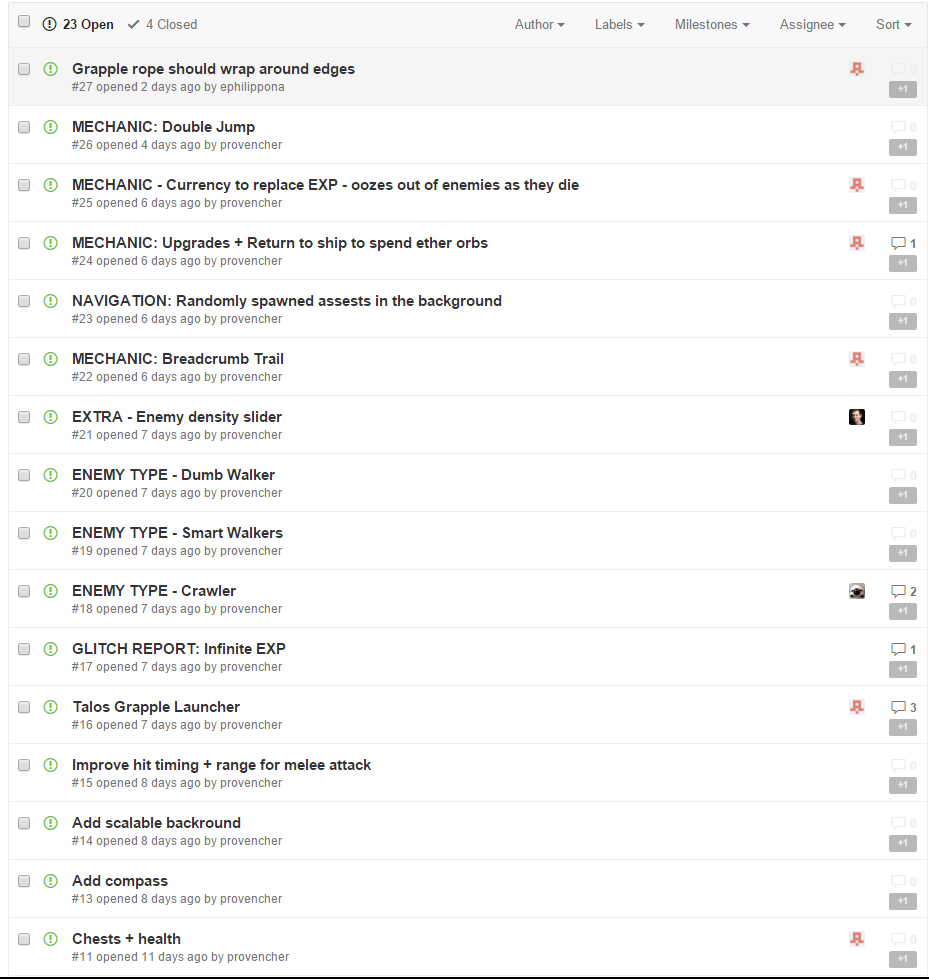 23 Open 4 Closed Author Labels Milestones Assignee Sort
Grapple rope should wrap around edges 0
#27 opened 2 days ago by ephilippona +1
MECHANIC: Double Jump 0
#26 opened 4 days ago by provencher +1
MECHANIC - Currency to replace EXP - oozes out of enemies as they die 0
#25 opened 6 days ago by provencher +1
MECHANIC: Upgrades + Return to ship to spend ether orbs 1
#24 opened 6 days ago by provencher +1
NAVIGATION: Randomly spawned assests in the background 0
#23 opened 6 days ago by provencher +1
MECHANIC: Breadcrumb Trail 0
#22 opened 6 days ago by provencher +1
EXTRA - Enemy density slider 0
#21 opened 7 days ago by provencher +1
ENEMY TYPE - Dumb Walker 0
#20 opened 7 days ago by provencher +1
ENEMY TYPE - Smart Walkers 0
#19 opened 7 days ago by provencher +1
ENEMY TYPE - Crawler 2
#18 opened 7 days ago by provencher +1
GLITCH REPORT: Infinite EXP 1
#17 opened 7 days ago by provencher +1
Talos Grapple Launcher 3
#16 opened 7 days ago by provencher +1
Improve hit timing + range for melee attack 0
#15 opened 8 days ago by provencher +1
Add scalable backround 0
#14 opened 8 days ago by provencher +1
Add compass 0
#13 opened 8 days ago by provencher +1
Chests + health 0
#11 opened 11 days ago by provencher +1